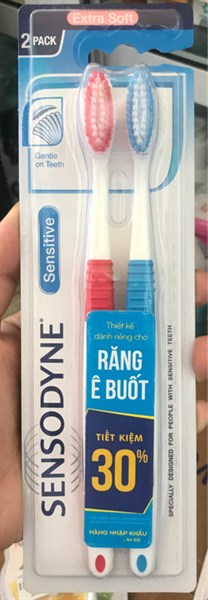 Extra Soft
2 PACK
Gentle
on Teeth
Sensitive
SENSODYNE®
Thiết kế
dành riêng cho
RĂNG
Ê BUỐT
TIẾT KIỆM
30%
HÀNG NHẬP KHẨU
SPECIALLY DESIGNED FOR PEOPLE WITH SENSITIVE TEETH